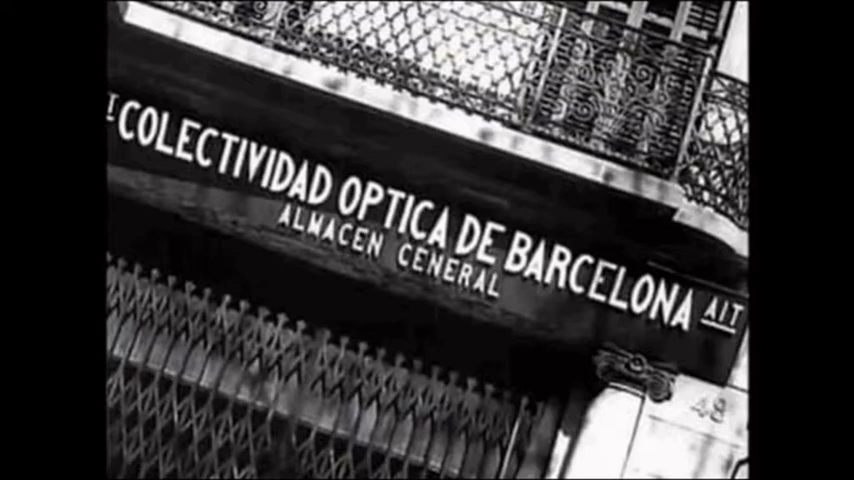 T COLECTIVIDAD OPTICA DE BARCELONA AIT
ALMACEN GENERAL
48